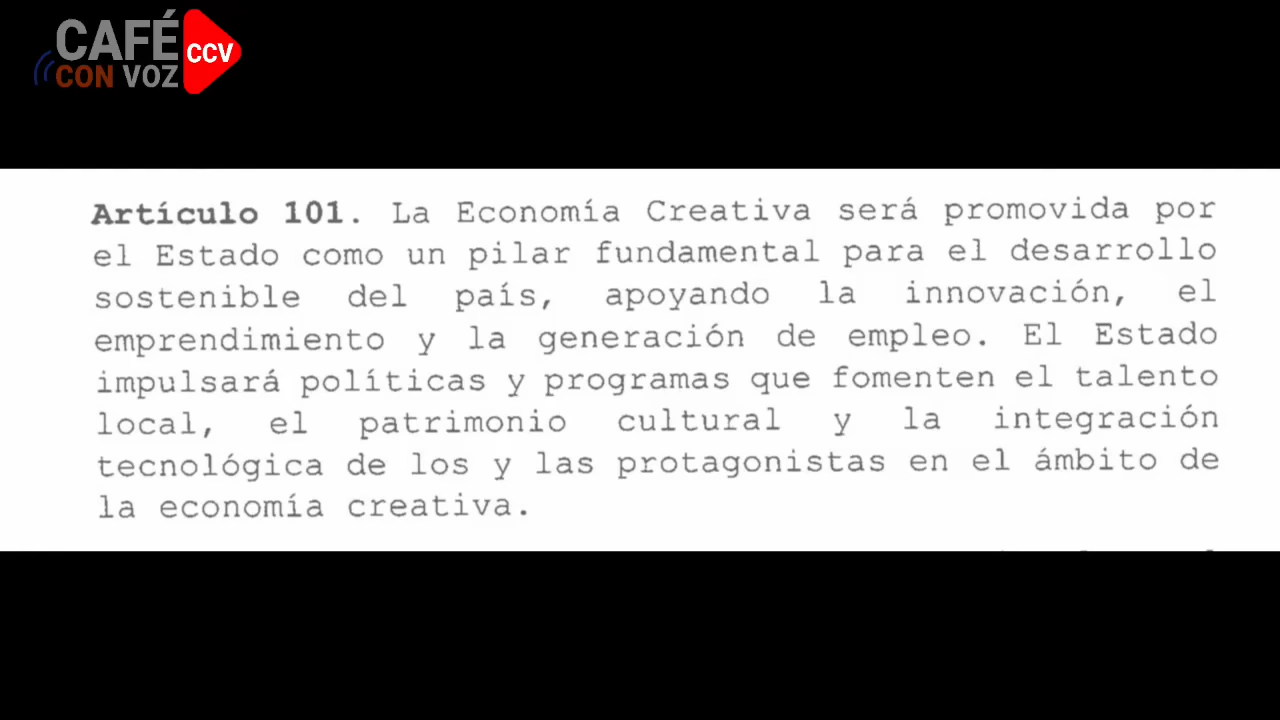 CAFÉ
CON VOZ
CCV
Artículo 101. La Economía Creativa será promovida por
el Estado como un pilar fundamental para el desarrollo
sostenible del país, apoyando la innovación, el
emprendimiento y la generación de empleo. El Estado
impulsará políticas y programas que fomenten el talento
local, el patrimonio cultural y la integración
tecnológica de los y las protagonistas en el ámbito de
la economía creativa.